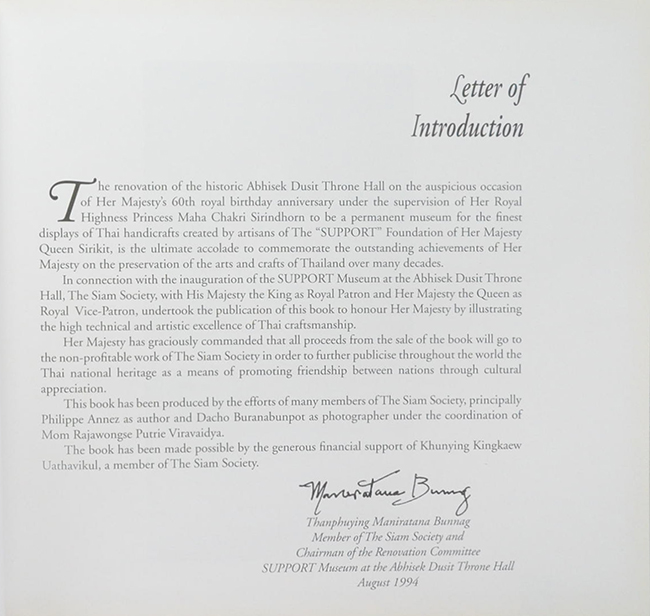 Letter of
Introduction
The renovation of the historic Abhisek Dusit Throne Hall on the auspicious occasion
of Her Majesty's 60th royal birthday anniversary under the supervision of Her Royal
Highness Princess Maha Chakri Sirindhorn to be a permanent museum for the finest
displays of Thai handicrafts created by artisans of The "SUPPORT" Foundation of Her Majesty
Queen Sirikit, is the ultimate accolade to commemorate the outstanding achievements of Her
Majesty on the preservation of the arts and crafts of Thailand over many decades.
In connection with the inauguration of the SUPPORT Museum at the Abhisek Dusit Throne
Hall, The Siam Society, with His Majesty the King as Royal Patron and Her Majesty the Queen as
Royal Vice-Patron, undertook the publication of this book to honour Her Majesty by illustrating
the high technical and artistic excellence of Thai craftsmanship.
Her Majesty has graciously commanded that all proceeds from the sale of the book will go to
the non-profitable work of The Siam Society in order to further publicise throughout the world the
Thai national heritage as a means of promoting friendship between nations through cultural
appreciation.
This book has been produced by the efforts of many members of The Siam Society, principally
Philippe Annez as author and Dacho Buranabunpot as photographer under the coordination of
Mom Rajawongse Putrie Viravaidya.
The book has been made possible by the generous financial support of Khunying Kingkaew
Uathavikul, a member of The Siam Society.
Maniratana Bunnag
Thanphuying Maniratana Bunnag
Member of The Siam Society and
Chairman of the Renovation Committee
SUPPORT Museum at the Abhisek Dusit Throne Hall
August 1994